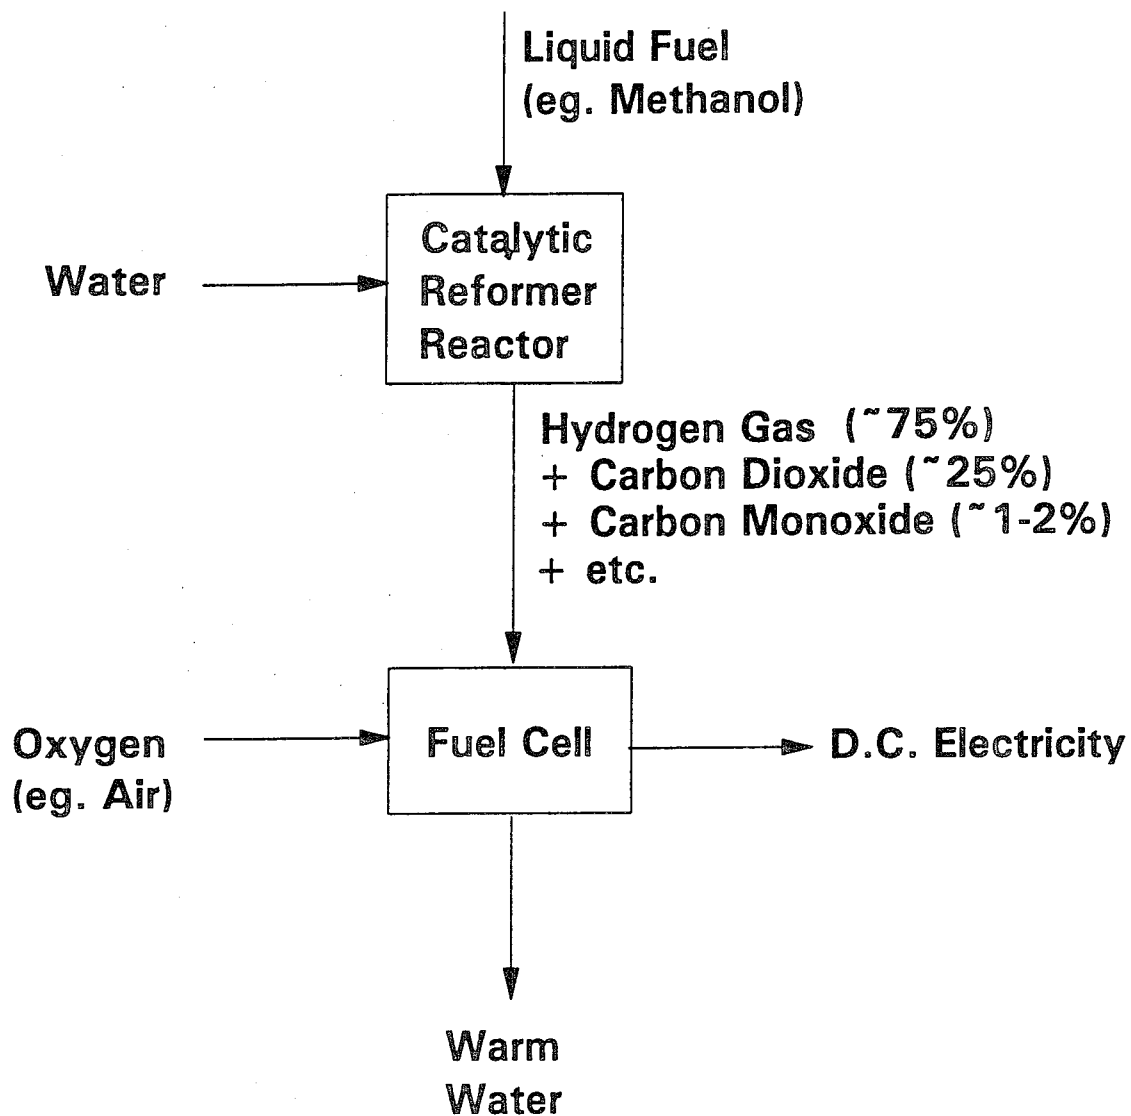 Liquid Fuel
(eg. Methanol)
Catalytic
Reformer
Reactor
Water
Hydrogen Gas (~75%)
+ Carbon Dioxide (~25%)
+ Carbon Monoxide (~1-2%)
+ etc.
Oxygen
(eg. Air)
Fuel Cell
D.C. Electricity
Warm
Water